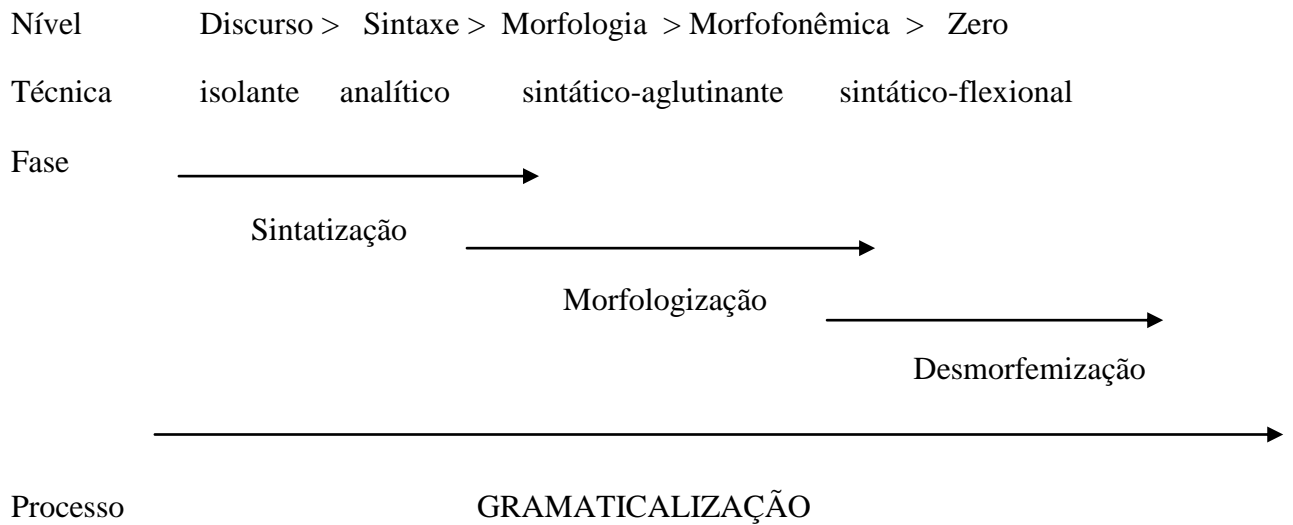 Nível Discurso > Sintaxe > Morfologia > Morfofonêmica > Zero
Técnica isolante analítico sintático-aglutinante sintático-flexional
Fase
Sintatização
Morfologização
Desmorfemização
Processo GRAMATICALIZAÇÃO